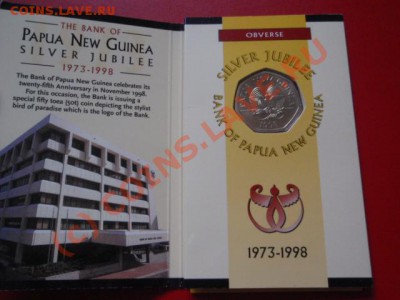 THE BANK OF
PAPUA NEW GUINEA
SILVER JUBILEE
1973-1998
The Bank of Papua New Guinea celebrates its
twenty-fifth Anniversary in November 1998.
For this occasion, the Bank is issuing a
special fifty toea (50t) coin depicting the stylist
bird of paradise which is the logo of the Bank.
OBVERSE
SILVER JUBILEE
BANK OF PAPUA NEW GUINEA
1973-1998
COINS.LAVE.RU